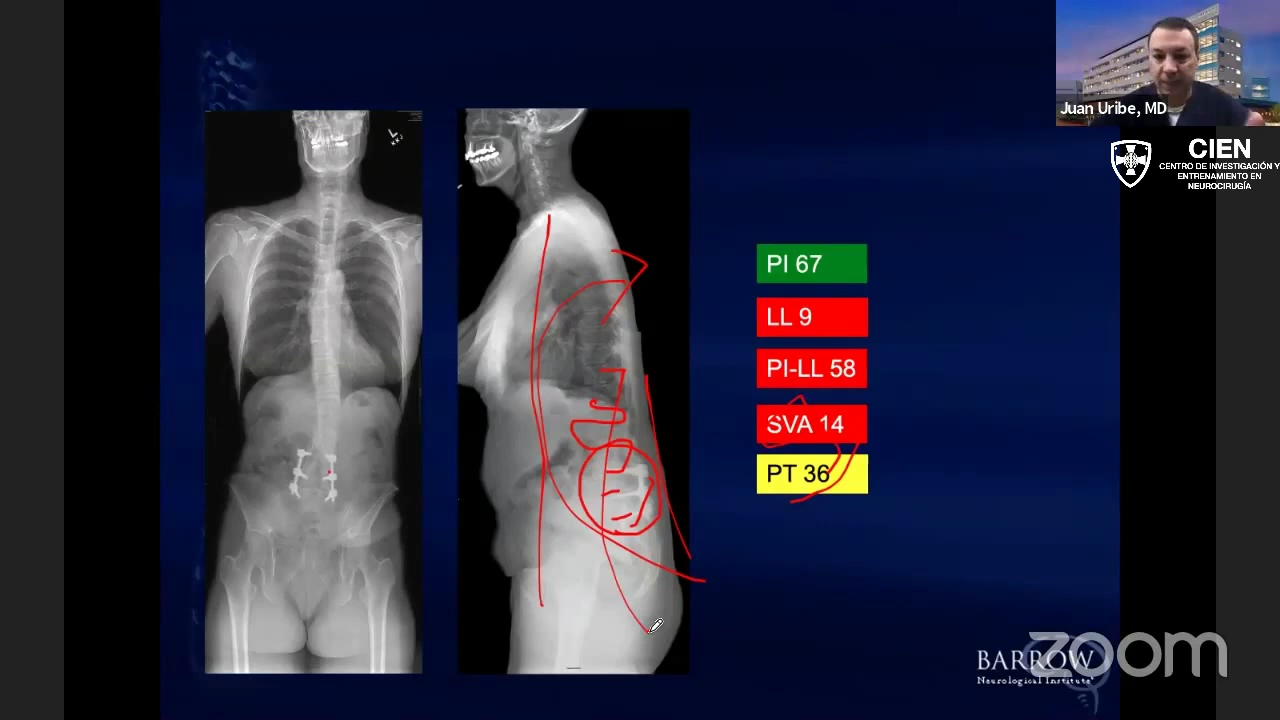 Juan Uribe, MD
CIEN
CENTRO DE INVESTIGACIÓN Y
ENTRENAMIENTO EN
NEUROCIRUGÍA
L
PI 67
LL 9
PI-LL 58
SVA 14
PT 36
BARROW
Neurological Institute
zoom